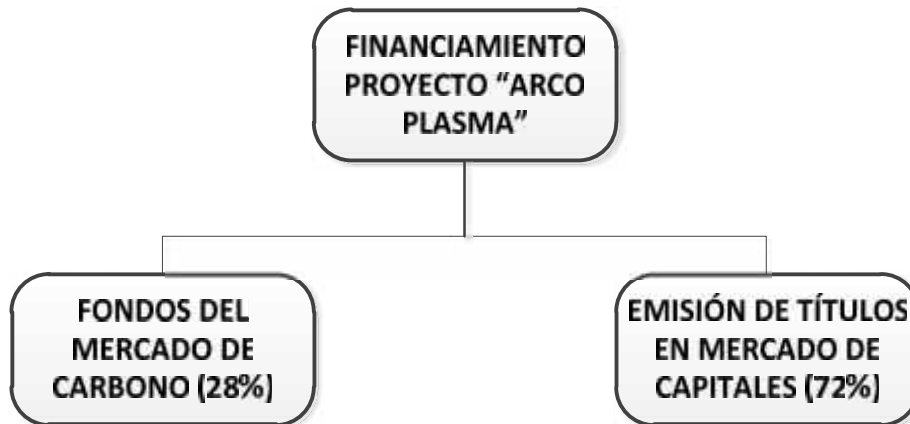 FINANCIAMIENTO
PROYECTO “ARCO
PLASMA”
FONDOS DEL
MERCADO DE
CARBONO (28%)
EMISIÓN DE TÍTULOS
EN MERCADO DE
CAPITALES (72%)